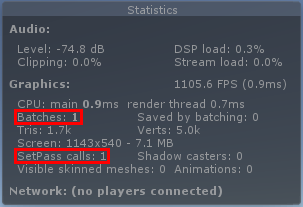 Statistics
Audio:
Level: -74.8 dB DSP load: 0.3%
Clipping: 0.0% Stream load: 0.0%
Graphics: 1105.6 FPS (0.9ms)
CPU: main 0.9ms render thread 0.7ms
Batches: 1 Saved by batching: 0
Tris: 1.7k Verts: 5.0k
Screen: 1143x540 - 7.1 MB
SetPass calls: 1 Shadow casters: 0
Visible skinned meshes: 0 Animations: 0
Network: (no players connected)